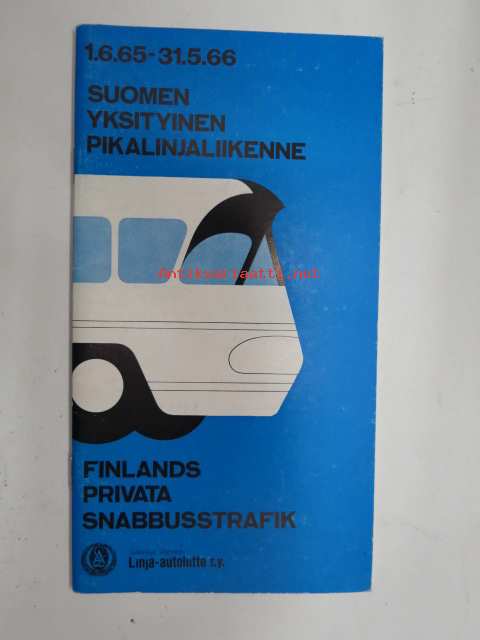 1.6.65-31.5.66
SUOMEN
YKSITYINEN
PIKALINJALIIKENNE
Antikvariaatti.net
FINLANDS
PRIVATA
SNABBUSSTRAFIK
Linja-autoliitto r.y.